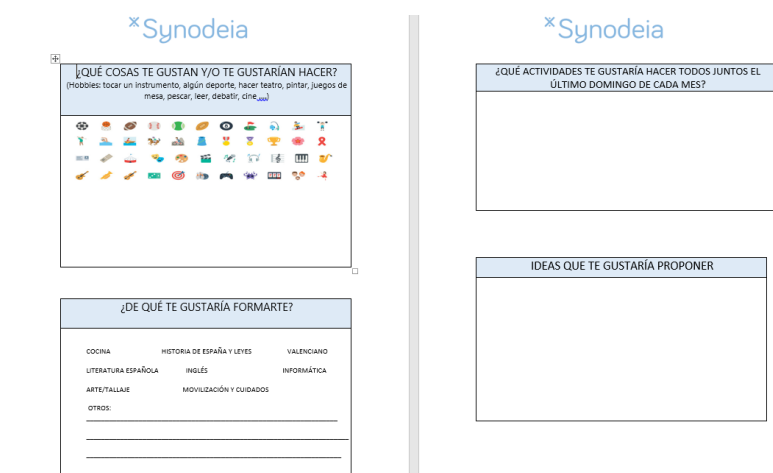 Synodeia
¿QUÉ COSAS TE GUSTAN Y/O TE GUSTARÍAN HACER?
(Hobbies: tocar un instrumento, algún deporte, hacer teatro, pintar, juegos de
mesa, pescar, leer, debatir, cine,....)
¿DE QUÉ TE GUSTARÍA FORMARTE?
COCINA HISTORIA DE ESPAÑA Y LEYES VALENCIANO
LITERATURA ESPAÑOLA INGLÉS INFORMÁTICA
ARTE/TALLAJE MOVILIZACIÓN Y CUIDADOS
OTROS:
Synodeia
¿QUÉ ACTIVIDADES TE GUSTARÍA HACER TODOS JUNTOS EL
ÚLTIMO DOMINGO DE CADA MES?
IDEAS QUE TE GUSTARÍA PROPONER